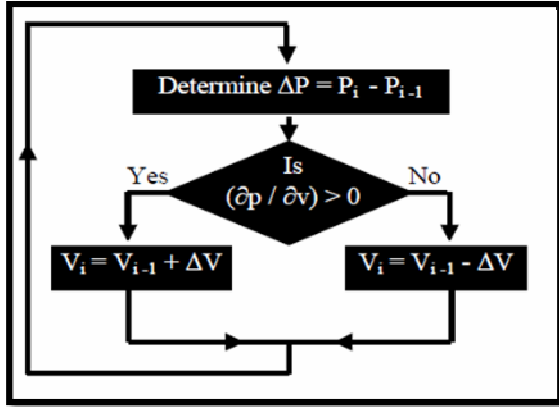 Determine ΔP = Pᵢ - Pᵢ₋₁
Is
Yes
No
(∂p / ∂v) > 0
Vᵢ = Vᵢ₋₁ + ΔV
Vᵢ = Vᵢ₋₁ - ΔV